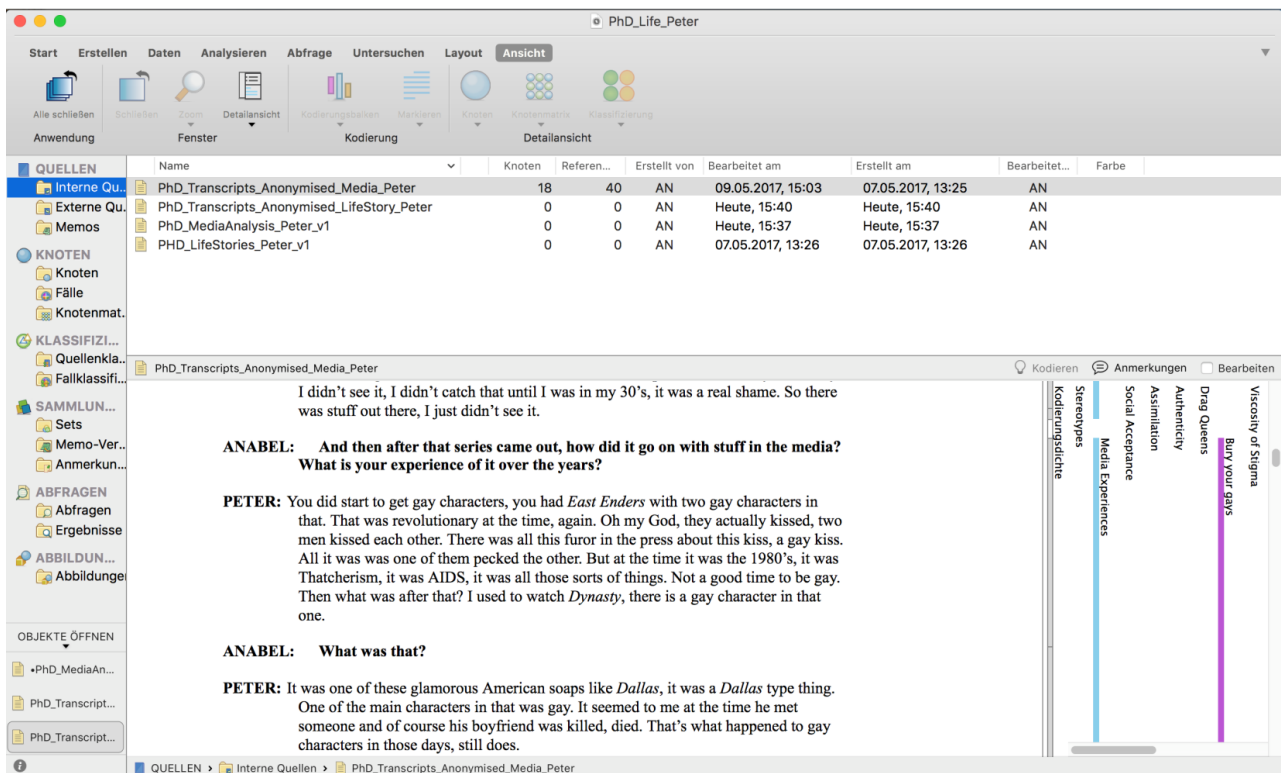 PhD_Life_Peter
Start Erstellen Daten Analysieren Abfrage Untersuchen Layout Ansicht
Alle schließen Schließen Zoom Detailansicht Kodierungsbalken Markieren Knoten Knotenmatrix Klassifizierung
Anwendung Fenster Kodierung Detailansicht
QUELLEN
Interne Qu..
Externe Qu.
Memos
KNOTEN
Knoten
Fälle
Knotenmat.
KLASSIFIZI...
Quellenkla..
Fallklassifi...
SAMMLUN...
Sets
Memo-Ver..
Anmerkun...
ABFRAGEN
Abfragen
Ergebnisse
ABBILDUN...
Abbildunge
OBJEKTE ÖFFNEN
•PhD_MediaAn...
PhD_Transcript...
PhD_Transcript...
Name Knoten Referen... Erstellt von Bearbeitet am Erstellt am Bearbeitet... Farbe
PhD_Transcripts_Anonymised_Media_Peter 18 40 AN 09.05.2017, 15:03 07.05.2017, 13:25 AN
PhD_Transcripts_Anonymised_LifeStory_Peter 0 0 AN Heute, 15:40 Heute, 15:40 AN
PhD_MediaAnalysis_Peter_v1 0 0 AN Heute, 15:37 Heute, 15:37 AN
PHD_LifeStories_Peter_v1 0 0 AN 07.05.2017, 13:26 07.05.2017, 13:26 AN
PhD_Transcripts_Anonymised_Media_Peter Kodieren Anmerkungen Bearbeiten
I didn't see it, I didn't catch that until I was in my 30's, it was a real shame. So there
was stuff out there, I just didn't see it.
ANABEL: And then after that series came out, how did it go on with stuff in the media?
What is your experience of it over the years?
PETER: You did start to get gay characters, you had East Enders with two gay characters in
that. That was revolutionary at the time, again. Oh my God, they actually kissed, two
men kissed each other. There was all this furor in the press about this kiss, a gay kiss.
All it was was one of them pecked the other. But at the time it was the 1980's, it was
Thatcherism, it was AIDS, it was all those sorts of things. Not a good time to be gay.
Then what was after that? I used to watch Dynasty, there is a gay character in that
one.
ANABEL: What was that?
PETER: It was one of these glamorous American soaps like Dallas, it was a Dallas type thing.
One of the main characters in that was gay. It seemed to me at the time he met
someone and of course his boyfriend was killed, died. That's what happened to gay
characters in those days, still does.
Kodierungsdichte
Stereotypes
Media Experiences
Social Acceptance
Assimilation
Authenticity
Drag Queens
Bury your gays
Viscosity of Stigma
QUELLEN › Interne Quellen › PhD_Transcripts_Anonymised_Media_Peter